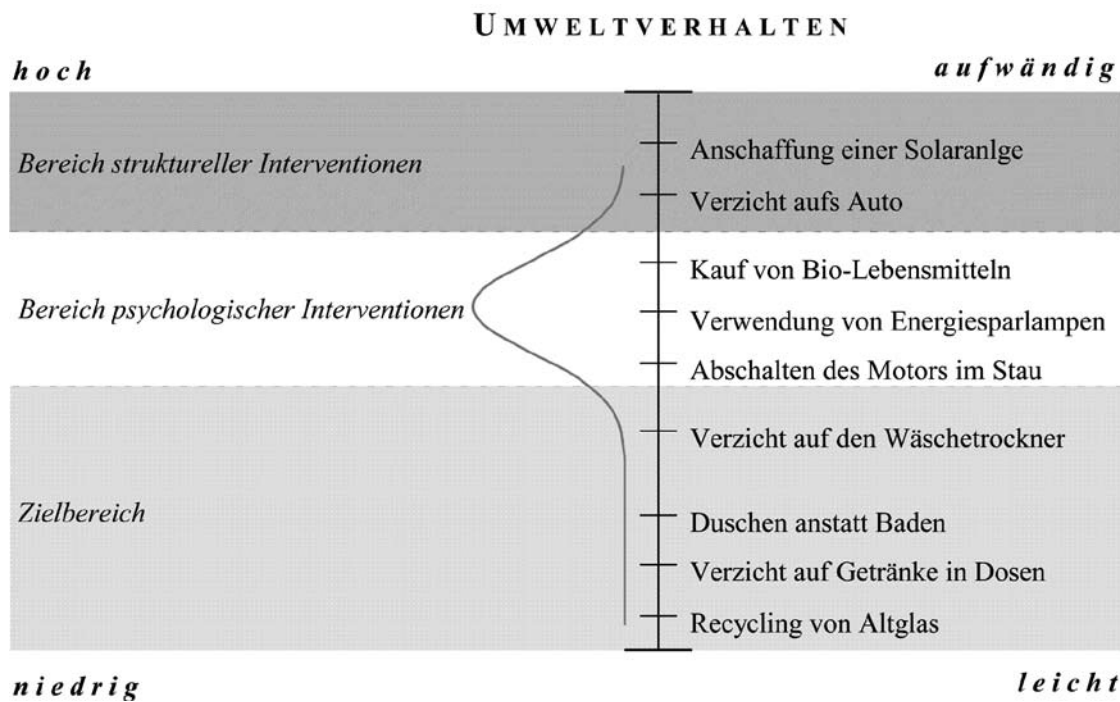 UMWELTVERHALTEN
hoch
aufwändig
Bereich struktureller Interventionen
Anschaffung einer Solaranlge
Verzicht aufs Auto
Kauf von Bio-Lebensmitteln
Bereich psychologischer Interventionen
Verwendung von Energiesparlampen
Abschalten des Motors im Stau
Verzicht auf den Wäschetrockner
Zielbereich
Duschen anstatt Baden
Verzicht auf Getränke in Dosen
Recycling von Altglas
niedrig
leicht